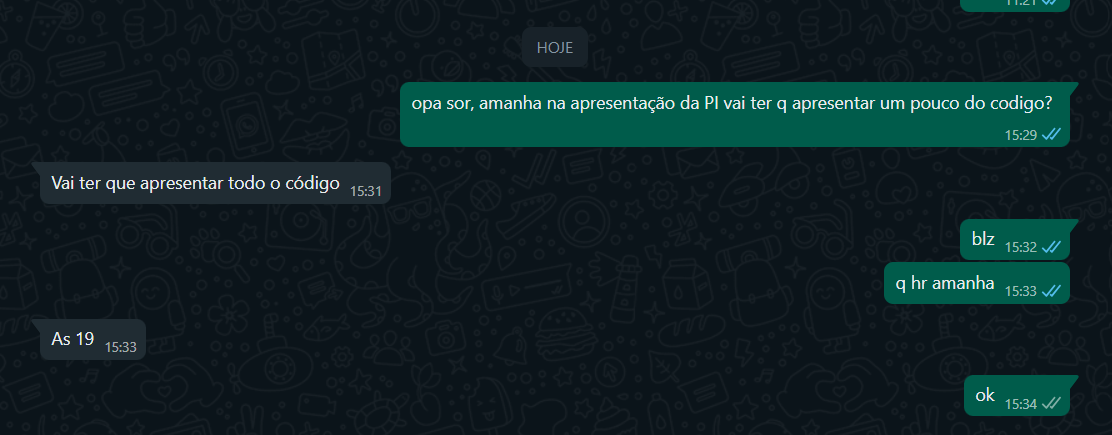 11:21
HOJE
opa sor, amanha na apresentação da PI vai ter q apresentar um pouco do codigo?
15:29
Vai ter que apresentar todo o código 15:31
blz 15:32
q hr amanha 15:33
As 19 15:33
ok 15:34